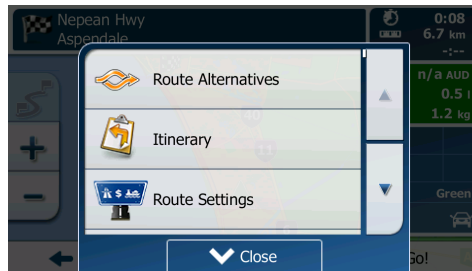 Nepean Hwy
Aspendale
0:08
6.7 km
-:--
n/a AUD
0.5 l
1.2 kg
Route Alternatives
Itinerary
Route Settings
Green
Close
Go!